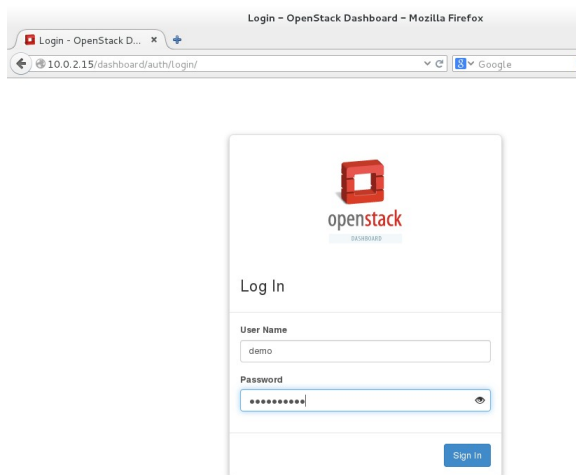 Login - OpenStack Dashboard - Mozilla Firefox
Login - OpenStack D...
10.0.2.15/dashboard/auth/login/
Google
openstack
DASHBOARD
Log In
User Name
demo
Password
Sign In